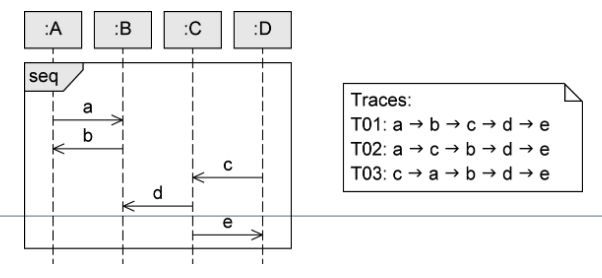 :A :B :C :D
seq
a
b
c
d
e
Traces:
T01: a → b → c → d → e
T02: a → c → b → d → e
T03: c → a → b → d → e